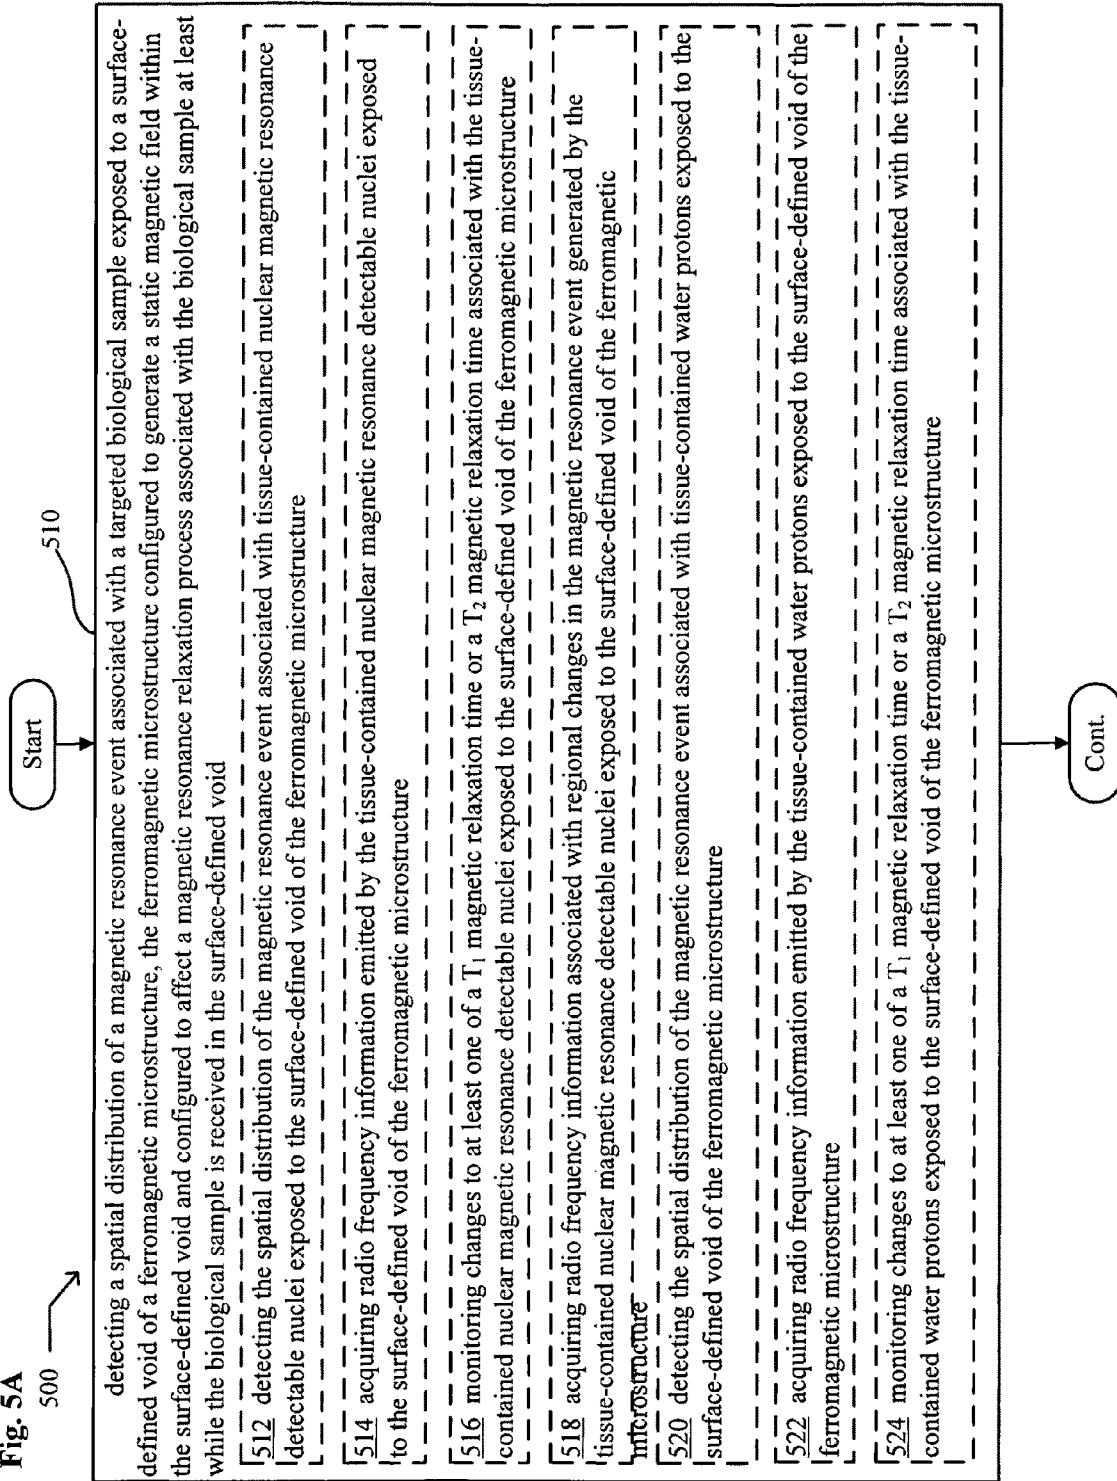 Fig. 5A
500
Start
510
detecting a spatial distribution of a magnetic resonance event associated with a targeted biological sample exposed to a surface-
defined void of a ferromagnetic microstructure, the ferromagnetic microstructure configured to generate a static magnetic field within
the surface-defined void and configured to affect a magnetic resonance relaxation process associated with the biological sample at least
while the biological sample is received in the surface-defined void
512 detecting the spatial distribution of the magnetic resonance event associated with tissue-contained nuclear magnetic resonance
detectable nuclei exposed to the surface-defined void of the ferromagnetic microstructure
514 acquiring radio frequency information emitted by the tissue-contained nuclear magnetic resonance detectable nuclei exposed
to the surface-defined void of the ferromagnetic microstructure
516 monitoring changes to at least one of a T1 magnetic relaxation time or a T2 magnetic relaxation time associated with the tissue-
contained nuclear magnetic resonance detectable nuclei exposed to the surface-defined void of the ferromagnetic microstructure
518 acquiring radio frequency information associated with regional changes in the magnetic resonance event generated by the
tissue-contained nuclear magnetic resonance detectable nuclei exposed to the surface-defined void of the ferromagnetic
microstructure
520 detecting the spatial distribution of the magnetic resonance event associated with tissue-contained water protons exposed to the
surface-defined void of the ferromagnetic microstructure
522 acquiring radio frequency information emitted by the tissue-contained water protons exposed to the surface-defined void of the
ferromagnetic microstructure
524 monitoring changes to at least one of a T1 magnetic relaxation time or a T2 magnetic relaxation time associated with the tissue-
contained water protons exposed to the surface-defined void of the ferromagnetic microstructure
Cont.